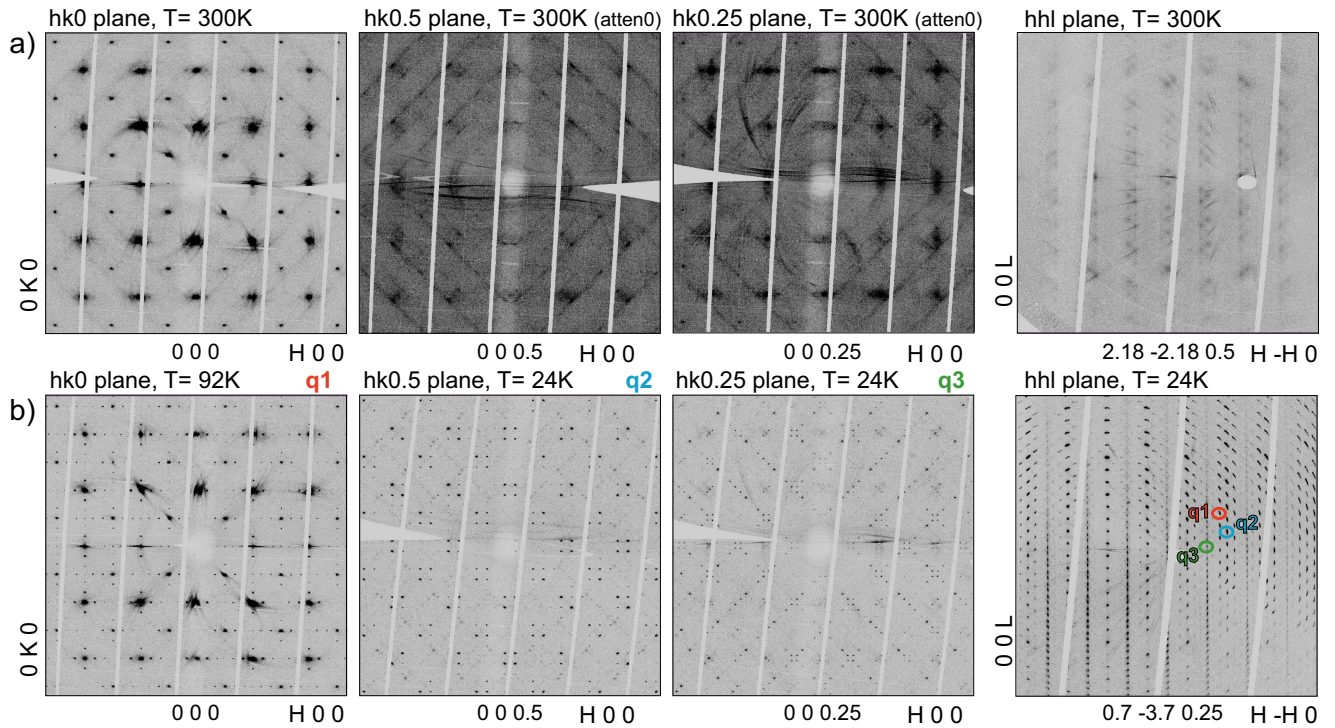 a)
hk0 plane, T= 300K
hk0.5 plane, T= 300K (atten0)
hk0.25 plane, T= 300K (atten0)
hhl plane, T= 300K
0 K 0
0 0 L
0 0 0
H 0 0
0 0 0.5
H 0 0
0 0 0.25
H 0 0
2.18 -2.18 0.5
H -H 0
b)
hk0 plane, T= 92K
q1
hk0.5 plane, T= 24K
q2
hk0.25 plane, T= 24K
q3
hhl plane, T= 24K
q1
q2
q3
0 K 0
0 0 L
0 0 0
H 0 0
0 0 0.5
H 0 0
0 0 0.25
H 0 0
0.7 -3.7 0.25
H -H 0